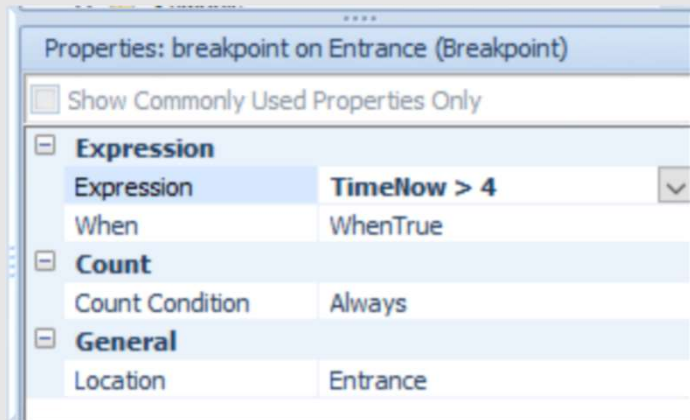 Properties: breakpoint on Entrance (Breakpoint)
Show Commonly Used Properties Only
Expression
Expression TimeNow > 4
When WhenTrue
Count
Count Condition Always
General
Location Entrance